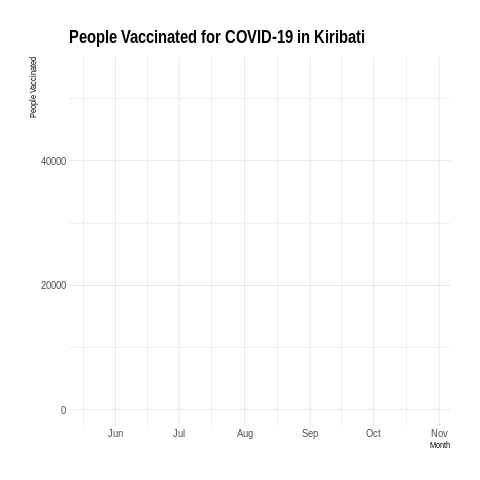 People Vaccinated for COVID-19 in Kiribati
People Vaccinated
40000
20000
0
Jun Jul Aug Sep Oct Nov
Month